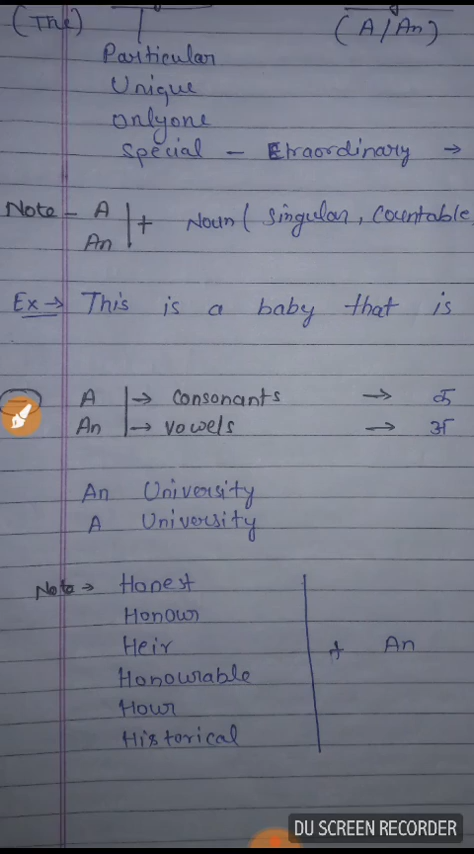 (The) (A/An)
Particular
Unique
onlyone
special – Etraordinary →
Note – A
An + Noun ( singular, countable
Ex → This is a baby that is
A → consonants → क
An → vowels → अ
An University
A University
Note → Honest
Honour
Heir + An
Honourable
Hour
Historical
DU SCREEN RECORDER